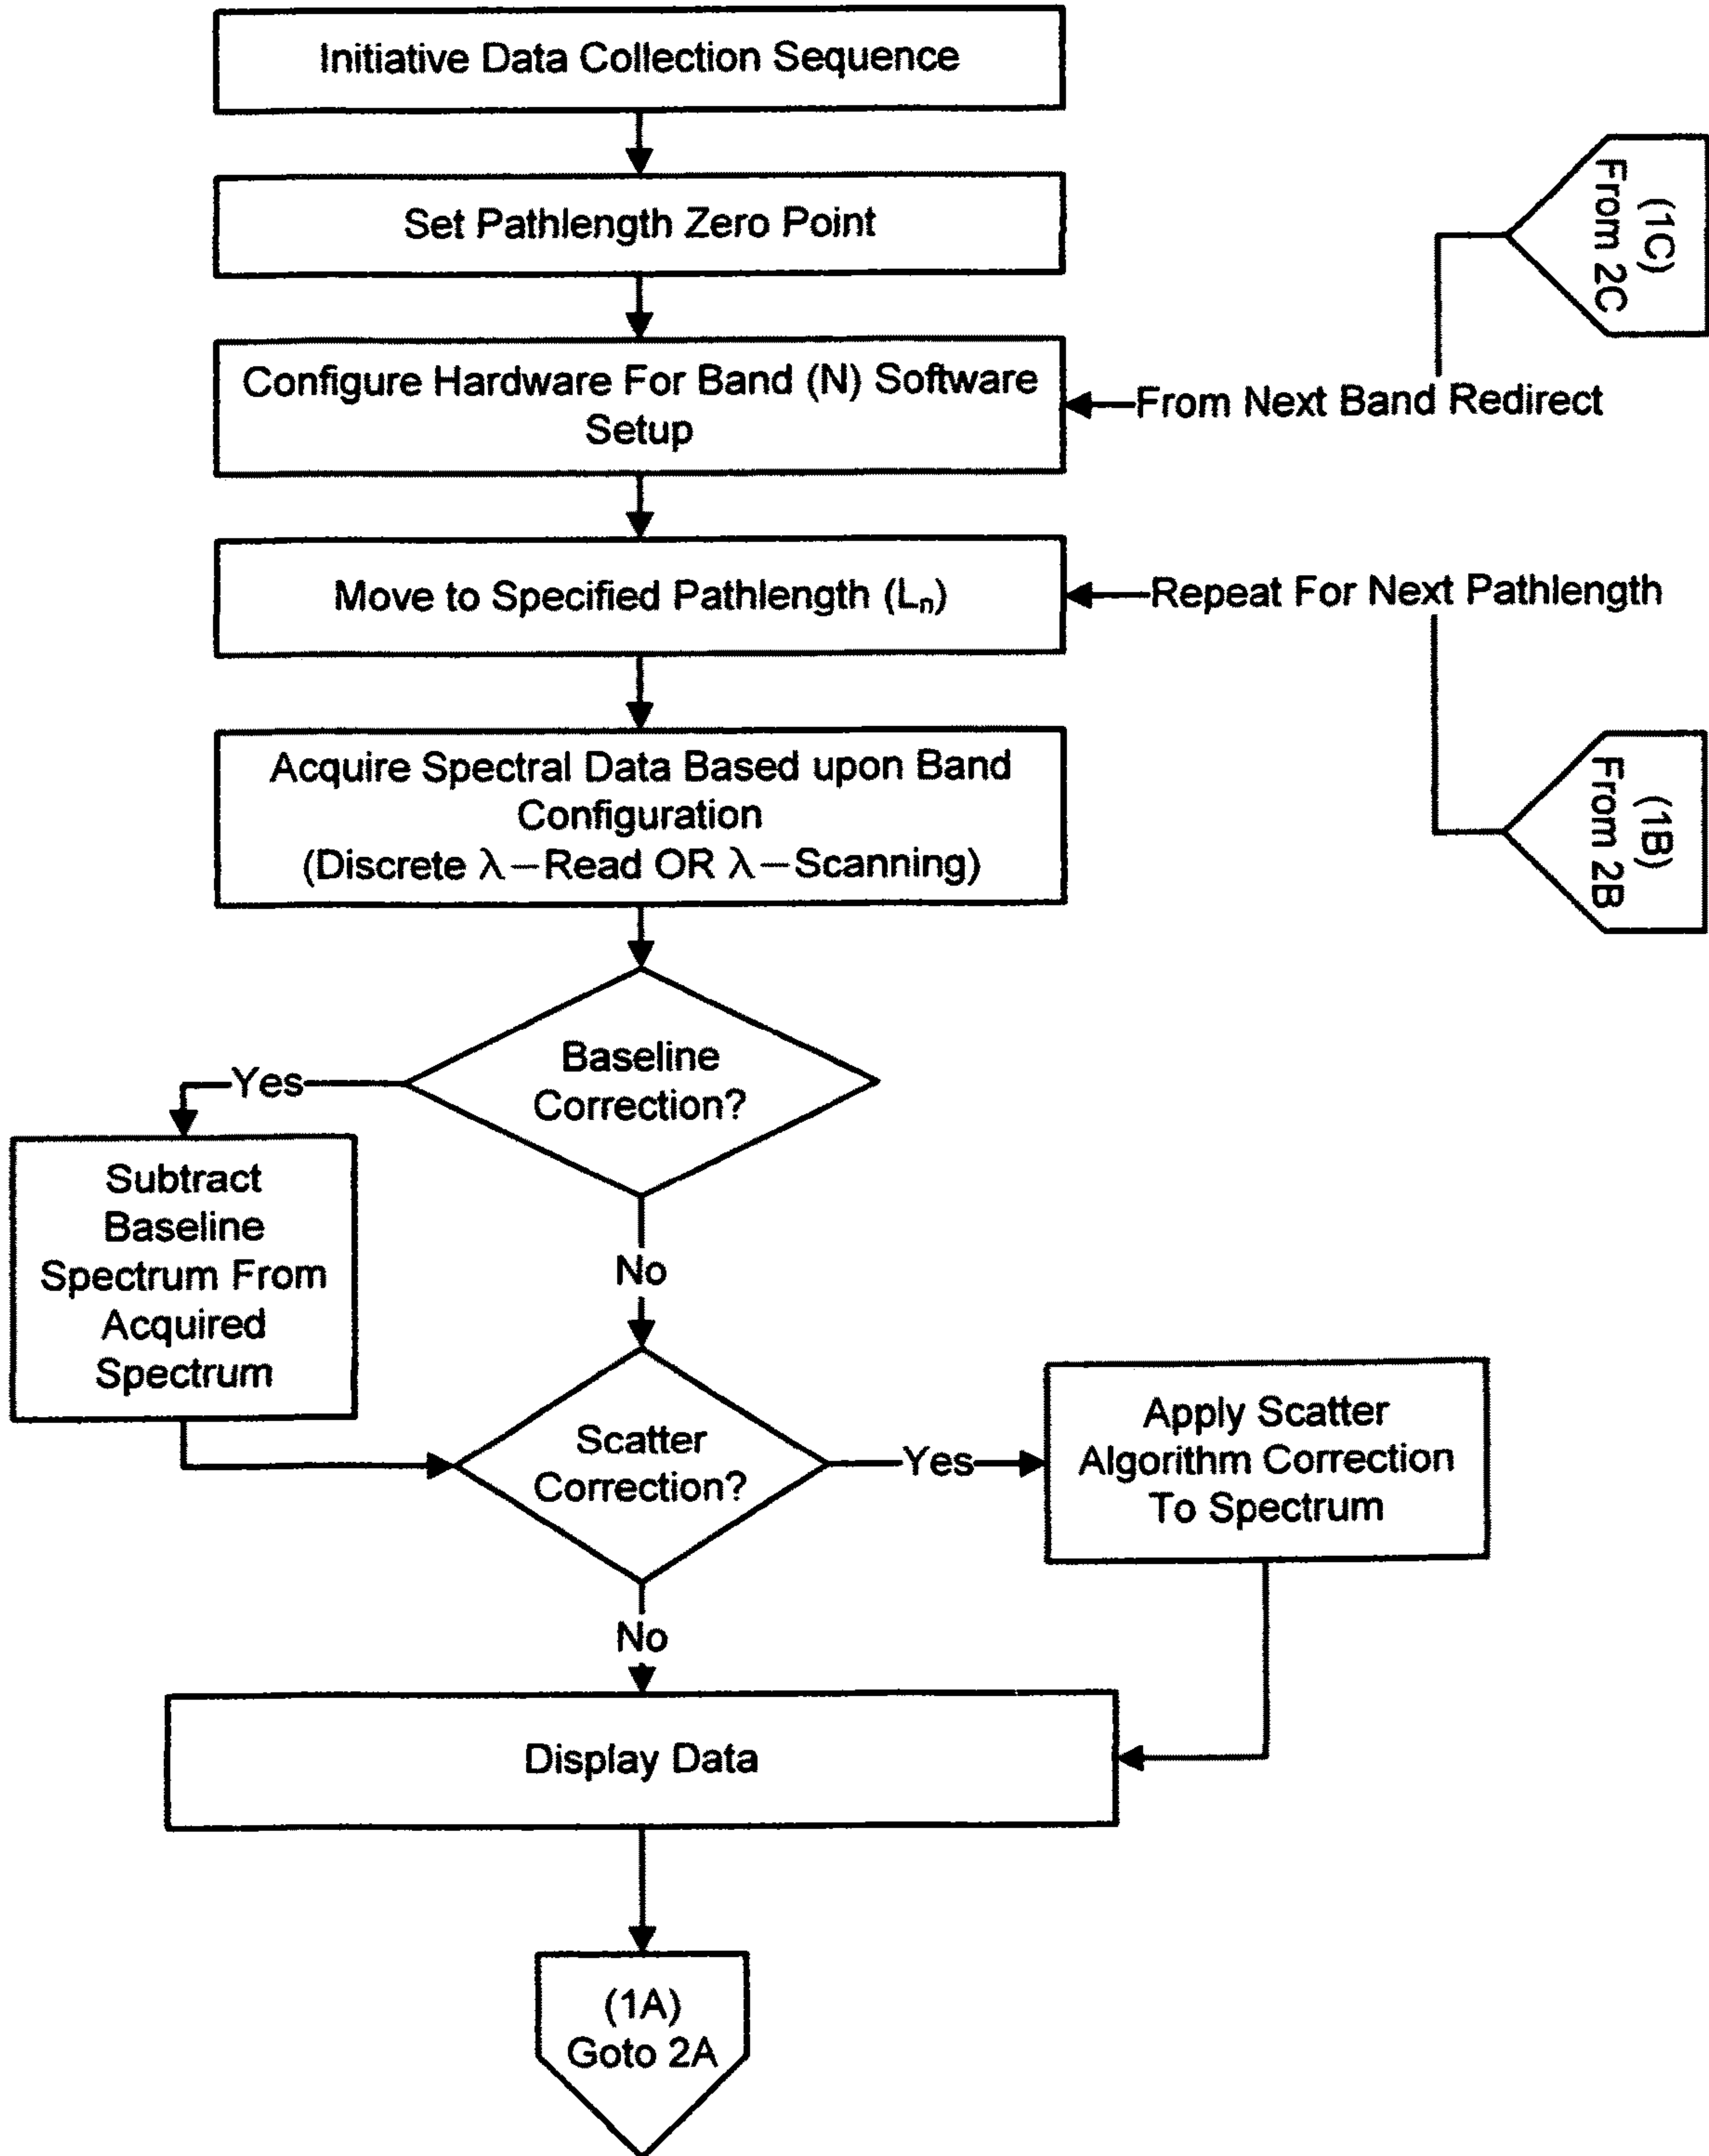 Initiative Data Collection Sequence
Set Pathlength Zero Point
(1C)
From 2C
Configure Hardware For Band (N) Software
Setup
From Next Band Redirect
Move to Specified Pathlength (Lₙ)
Repeat For Next Pathlength
Acquire Spectral Data Based upon Band
Configuration
(Discrete λ–Read OR λ–Scanning)
(1B)
From 2B
Baseline
Correction?
Yes
Subtract
Baseline
Spectrum From
Acquired
Spectrum
No
Scatter
Correction?
Yes
Apply Scatter
Algorithm Correction
To Spectrum
No
Display Data
(1A)
Goto 2A